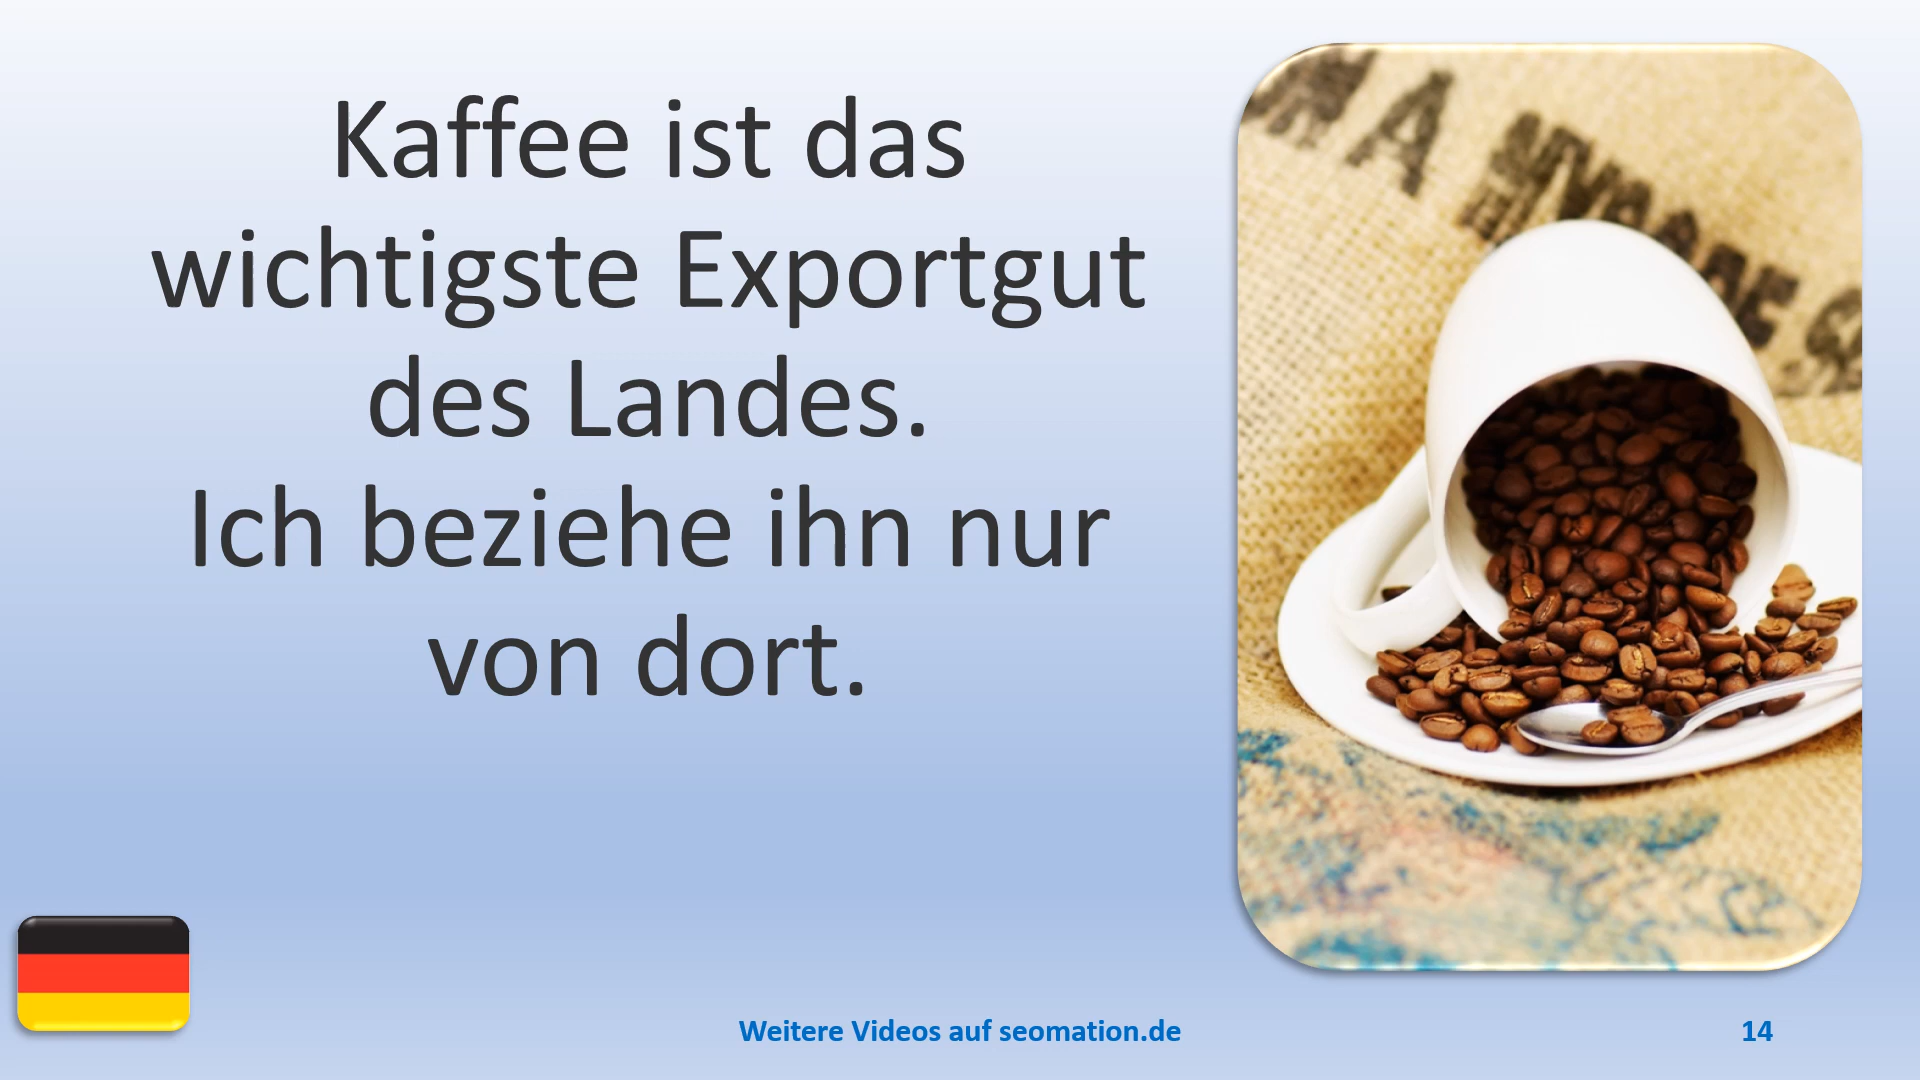 Kaffee ist das
wichtigste Exportgut
des Landes.
Ich beziehe ihn nur
von dort.
Weitere Videos auf seomation.de
14